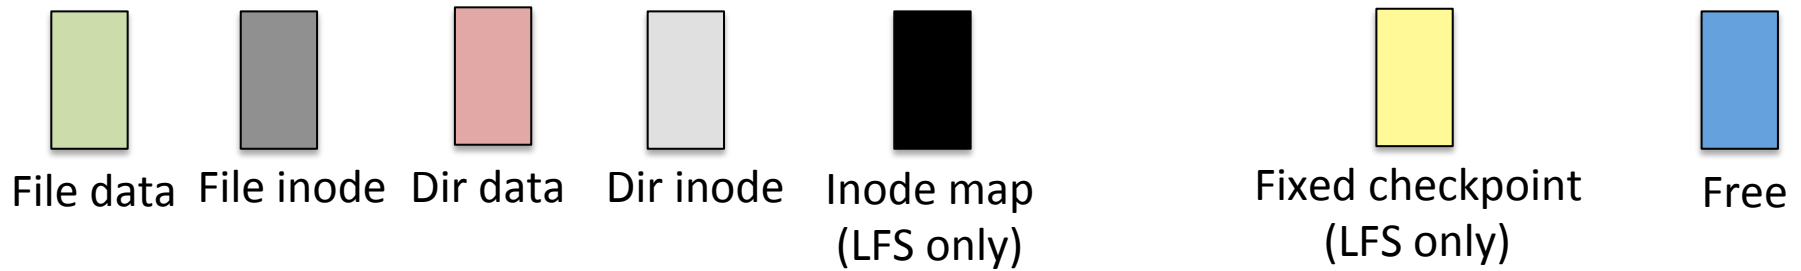 File data
File inode
Dir data
Dir inode
Inode map
(LFS only)
Fixed checkpoint
(LFS only)
Free